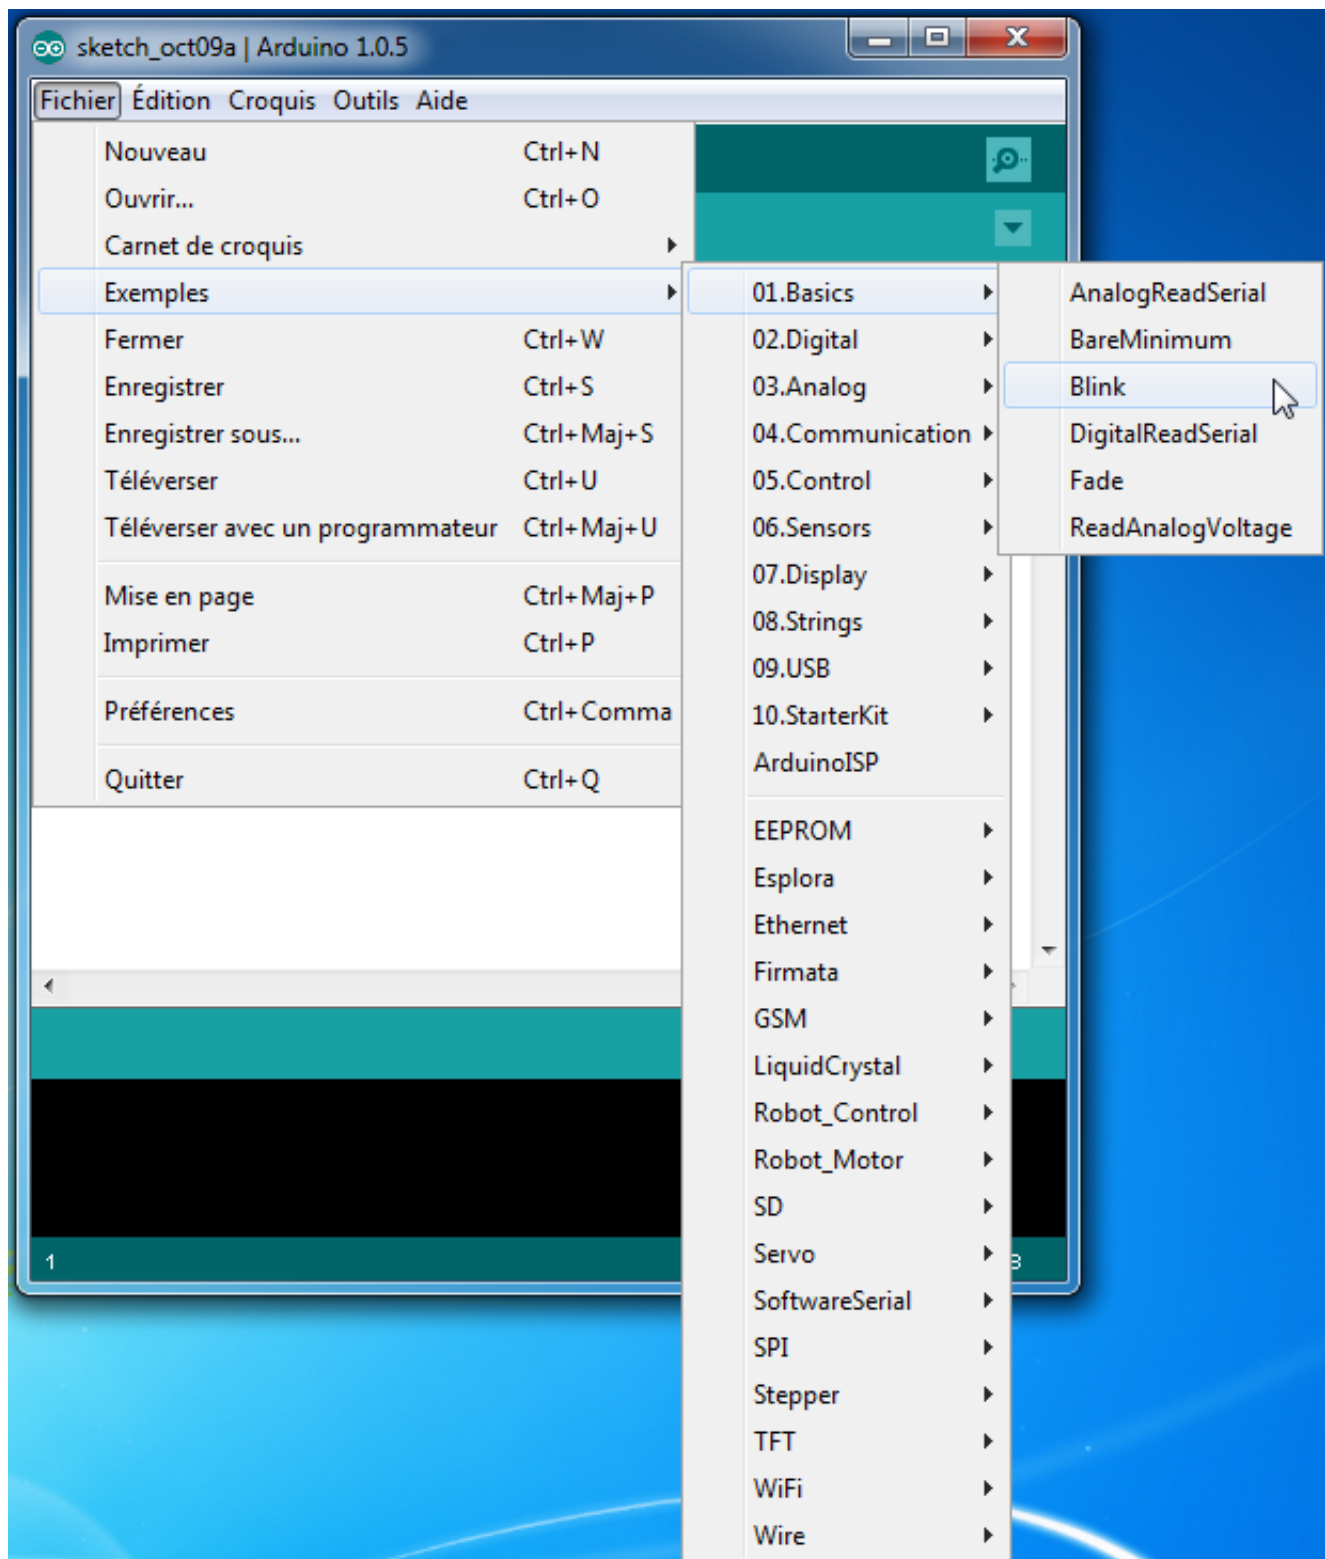 sketch_oct09a | Arduino 1.0.5
Fichier Édition Croquis Outils Aide
Nouveau Ctrl+N
Ouvrir... Ctrl+O
Carnet de croquis
Exemples
Fermer Ctrl+W
Enregistrer Ctrl+S
Enregistrer sous... Ctrl+Maj+S
Téléverser Ctrl+U
Téléverser avec un programmateur Ctrl+Maj+U
Mise en page Ctrl+Maj+P
Imprimer Ctrl+P
Préférences Ctrl+Comma
Quitter Ctrl+Q
01.Basics
02.Digital
03.Analog
04.Communication
05.Control
06.Sensors
07.Display
08.Strings
09.USB
10.StarterKit
ArduinoISP
EEPROM
Esplora
Ethernet
Firmata
GSM
LiquidCrystal
Robot_Control
Robot_Motor
SD
Servo
SoftwareSerial
SPI
Stepper
TFT
WiFi
Wire
AnalogReadSerial
BareMinimum
Blink
DigitalReadSerial
Fade
ReadAnalogVoltage
1